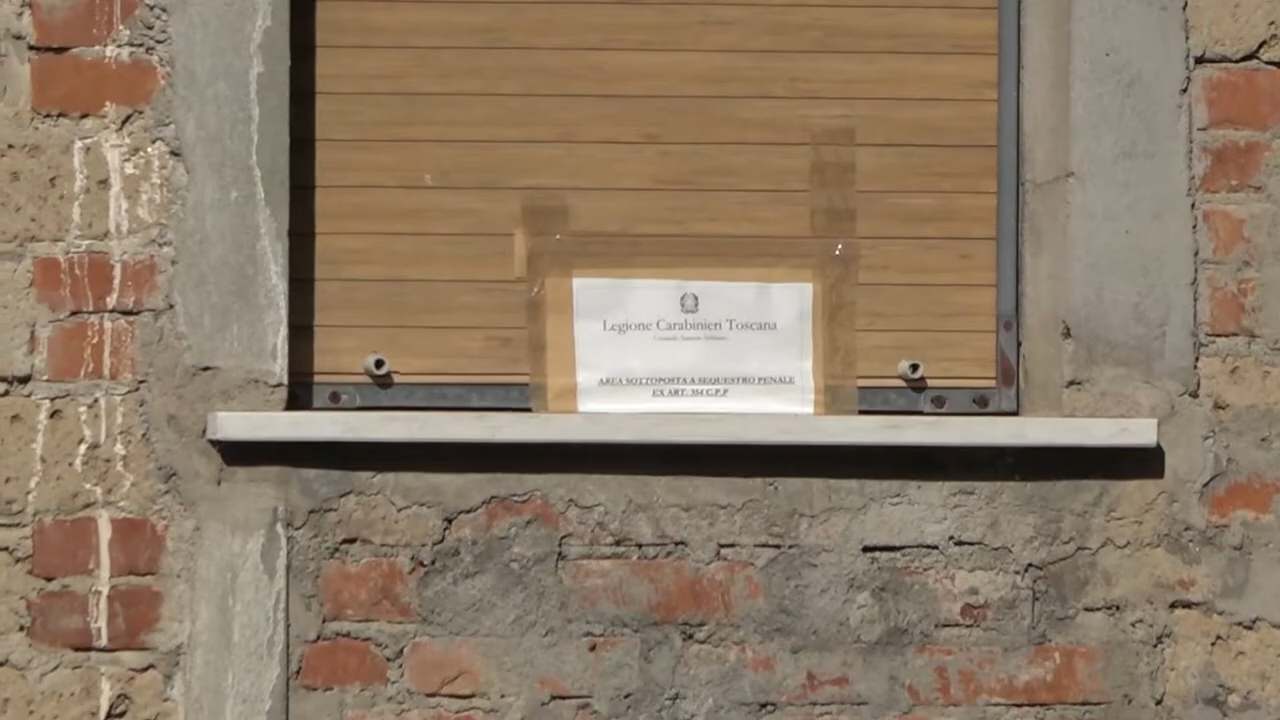 Legione Carabinieri Toscana
AREA SOTTOPOSTA A SEQUESTRO PENALE
EX ART. 354 C.P.P